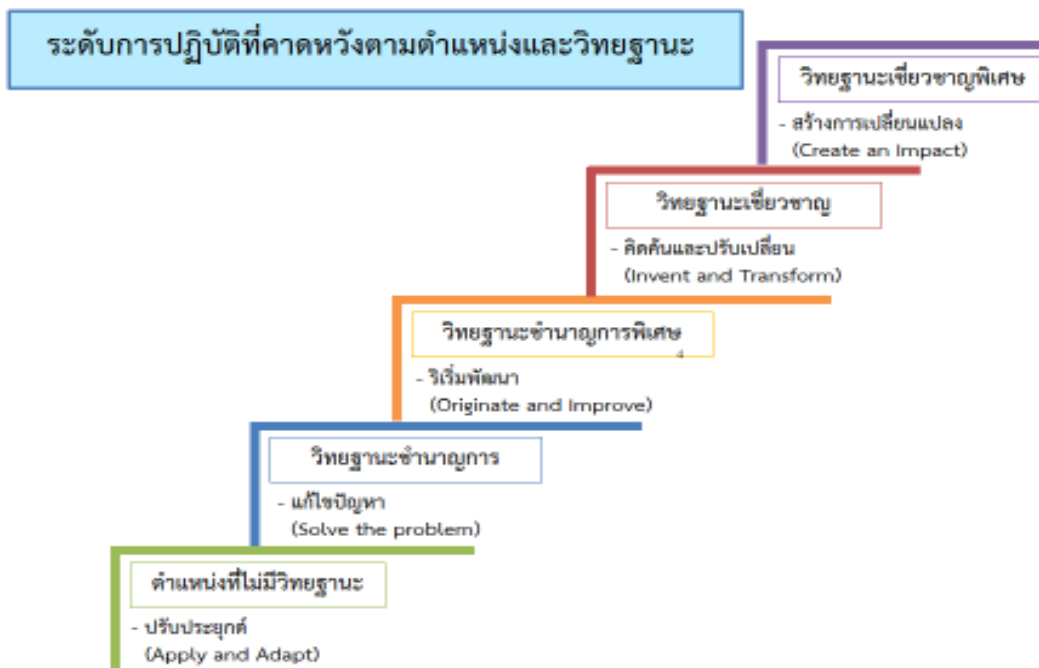 ระดับการปฏิบัติที่คาดหวังตามตำแหน่งและวิทยฐานะ
วิทยฐานะเชี่ยวชาญพิเศษ
- สร้างการเปลี่ยนแปลง
(Create an Impact)
วิทยฐานะเชี่ยวชาญ
- คิดค้นและปรับเปลี่ยน
(Invent and Transform)
วิทยฐานะชำนาญการพิเศษ
4
- ริเริ่มพัฒนา
(Originate and Improve)
วิทยฐานะชำนาญการ
- แก้ไขปัญหา
(Solve the problem)
ตำแหน่งที่ไม่มีวิทยฐานะ
- ปรับประยุกต์
(Apply and Adapt)